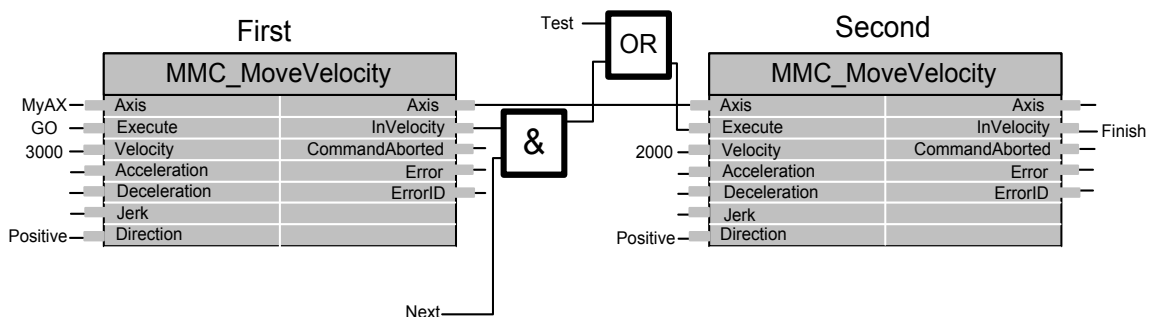 Test
First
OR
Second
MMC_MoveVelocity
MMC_MoveVelocity
MyAX Axis Axis
Axis Axis
GO Execute InVelocity
&
Execute InVelocity Finish
3000 Velocity CommandAborted
2000 Velocity CommandAborted
Acceleration Error
Acceleration Error
Deceleration ErrorID
Deceleration ErrorID
Jerk
Jerk
Positive Direction
Positive Direction
Next